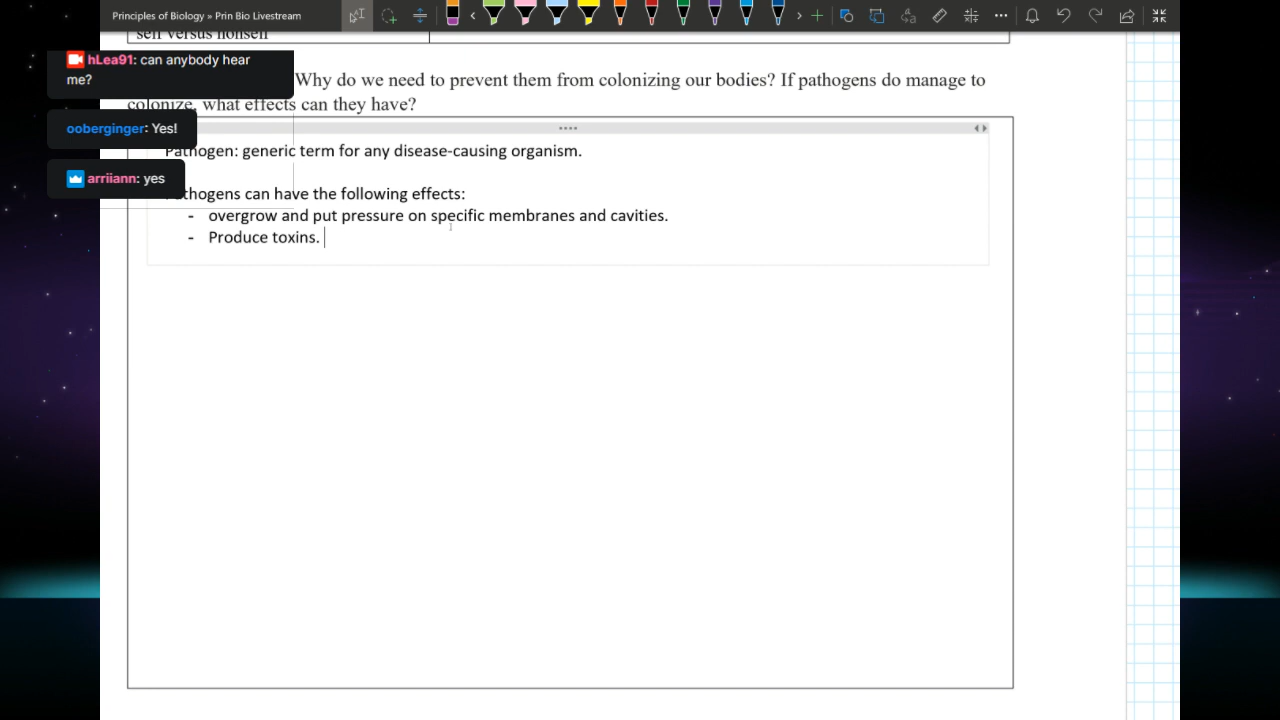 Principles of Biology » Prin Bio Livestream
self versus nonself
hLea91: can anybody hear
me?
Why do we need to prevent them from colonizing our bodies? If pathogens do manage to
colonize, what effects can they have?
oobergingerr: Yes!
Pathogen: generic term for any disease-causing organism.
arriiann: yes
Pathogens can have the following effects:
- overgrow and put pressure on specific membranes and cavities.
- Produce toxins.